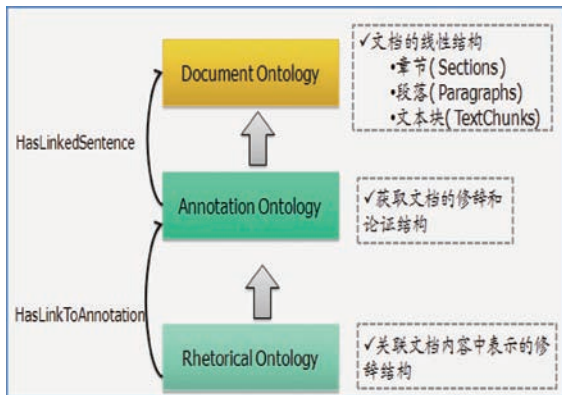 Document Ontology
✓文档的线性结构
•章节( Sections)
•段落( Paragraphs)
•文本块( TextChunks)
HasLinkedSentence
Annotation Ontology
✓获取文档的修辞和
论证结构
HasLinkToAnnotation
Rhetorical Ontology
✓关联文档内容中表示的修
辞结构